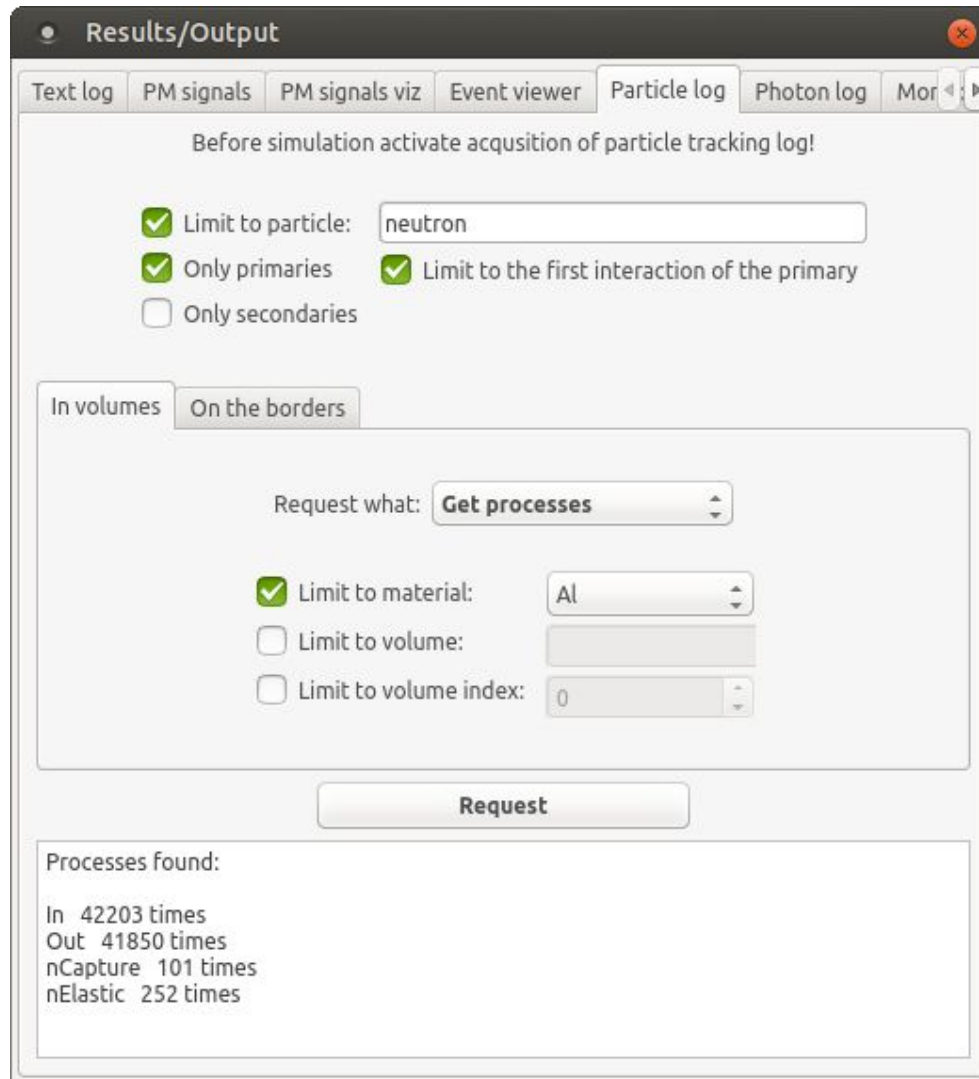 Results/Output
Text log PM signals PM signals viz Event viewer Particle log Photon log
Before simulation activate acqusition of particle tracking log!
Limit to particle: neutron
Only primaries Limit to the first interaction of the primary
Only secondaries
In volumes On the borders
Request what: Get processes
Limit to material: Al
Limit to volume:
Limit to volume index: 0
Request
Processes found:
In 42203 times
Out 41850 times
nCapture 101 times
nElastic 252 times